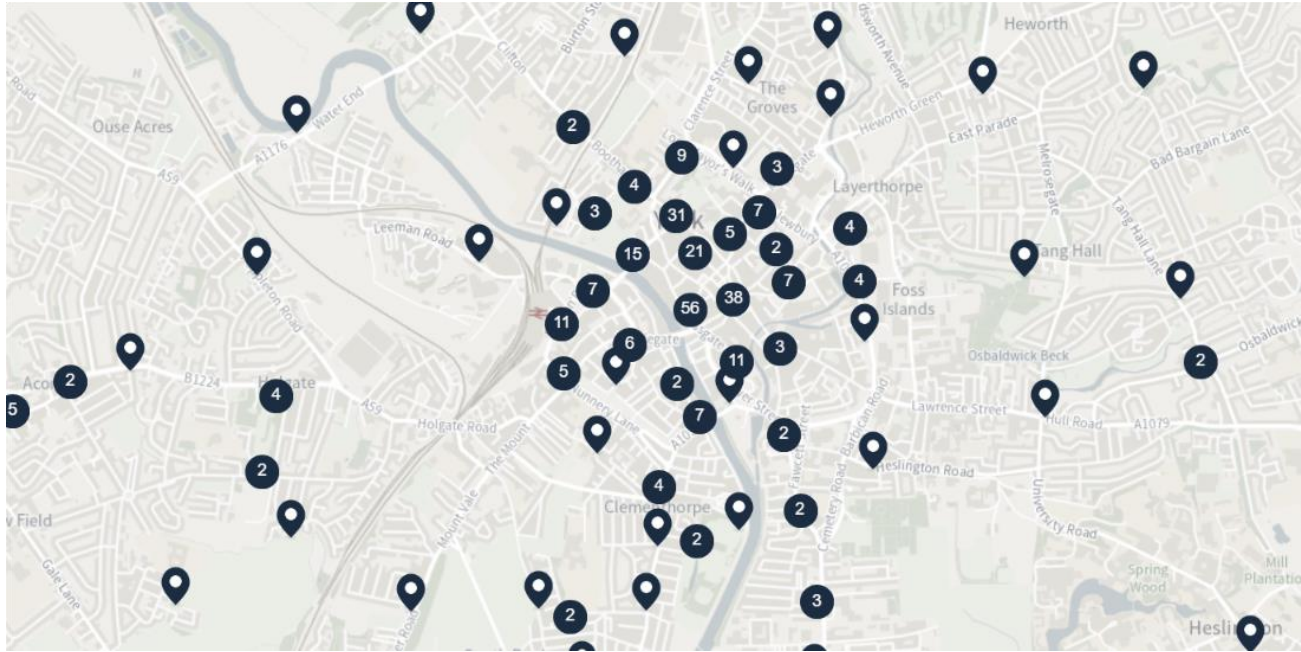 Heworth
Burton St
Clifton
Clarence Street
The
Groves
Heworth Green
East Parade
Water End
Ouse Acres
A1176
A59
Bad Bargain Lane
Melrosegate
2
9
3
Layerthorpe
4
3
31
7
5
4
Tang Hall Lane
Leeman Road
15
21
2
Tang Hall
7
7
4
Foss
Islands
56
38
11
6
3
11
Osbaldwick Beck
2
Osbaldwick
5
2
B1224
Holgate
4
5
2
A59
Holgate Road
Nunnery Lane
7
2
Lawrence Street
Hull Road
A1079
The Mount
Fawcett Street
Barbican Road
Heslington Road
2
4
Clementhorpe
2
2
Cemetery Road
University Road
Mount Vale
Gale Lane
Spring
Wood
Mill
Plantation
2
3
Heslington